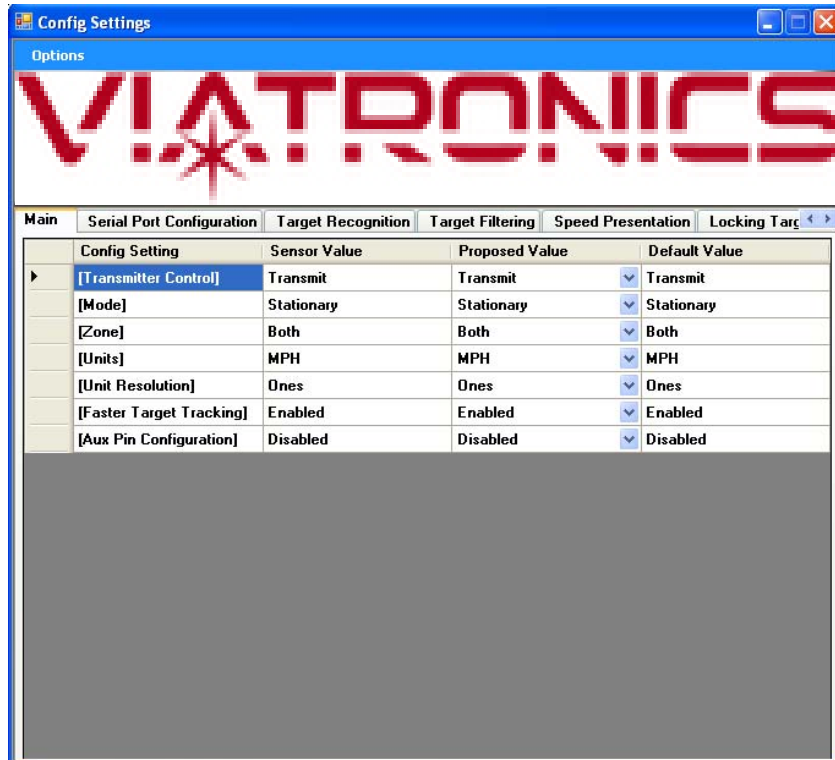 Config Settings
Options
VIATRONICS
Main Serial Port Configuration Target Recognition Target Filtering Speed Presentation Locking Targ
Config Setting Sensor Value Proposed Value Default Value
[Transmitter Control] Transmit Transmit Transmit
[Mode] Stationary Stationary Stationary
[Zone] Both Both Both
[Units] MPH MPH MPH
[Unit Resolution] Ones Ones Ones
[Faster Target Tracking] Enabled Enabled Enabled
[Aux Pin Configuration] Disabled Disabled Disabled